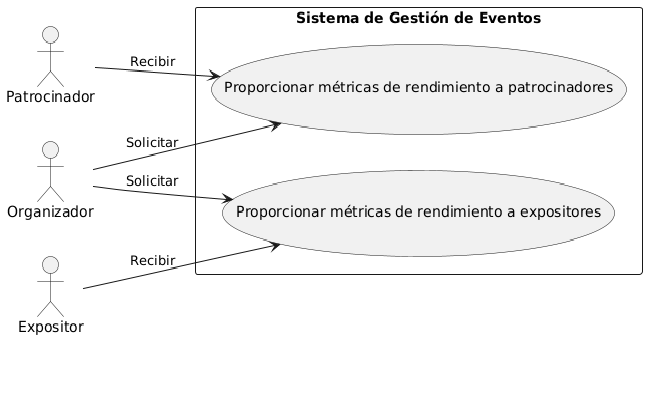 Sistema de Gestión de Eventos
Recibir
Proporcionar métricas de rendimiento a patrocinadores
Patrocinador
Solicitar
Solicitar
Organizador
Proporcionar métricas de rendimiento a expositores
Recibir
Expositor